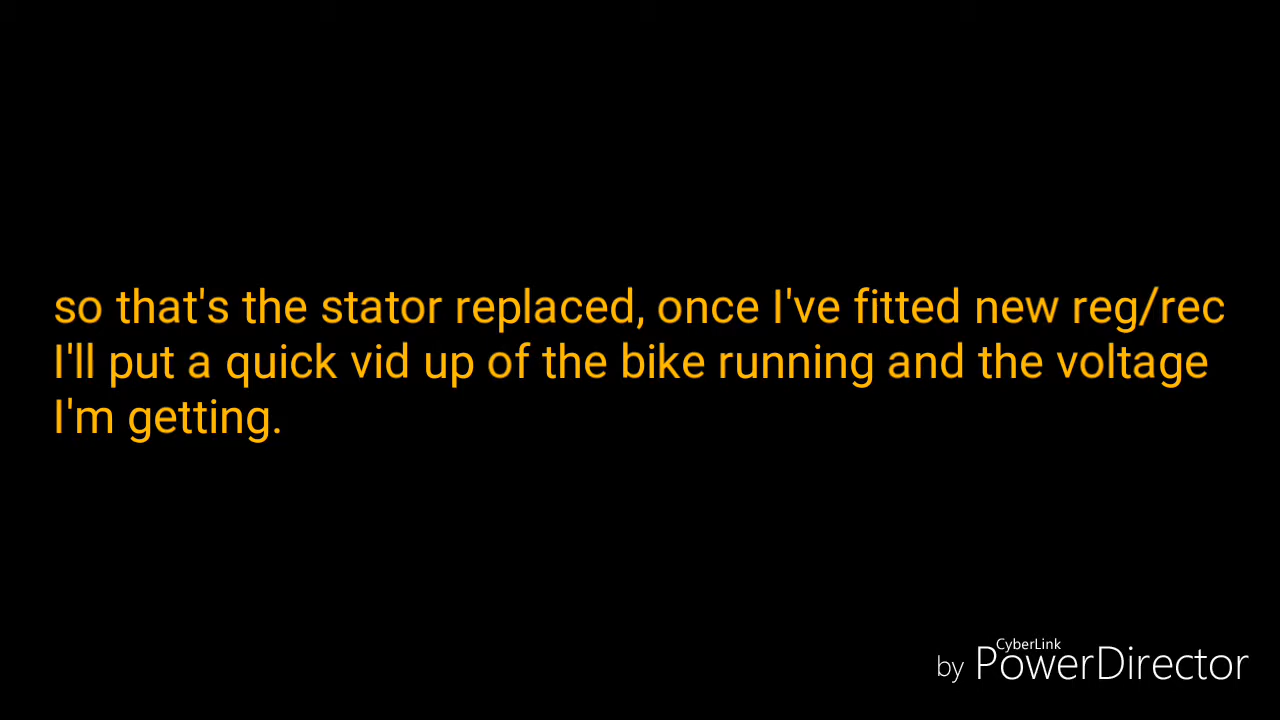 so that's the stator replaced, once I've fitted new reg/rec
I'll put a quick vid up of the bike running and the voltage
I'm getting.
by CyberLink PowerDirector